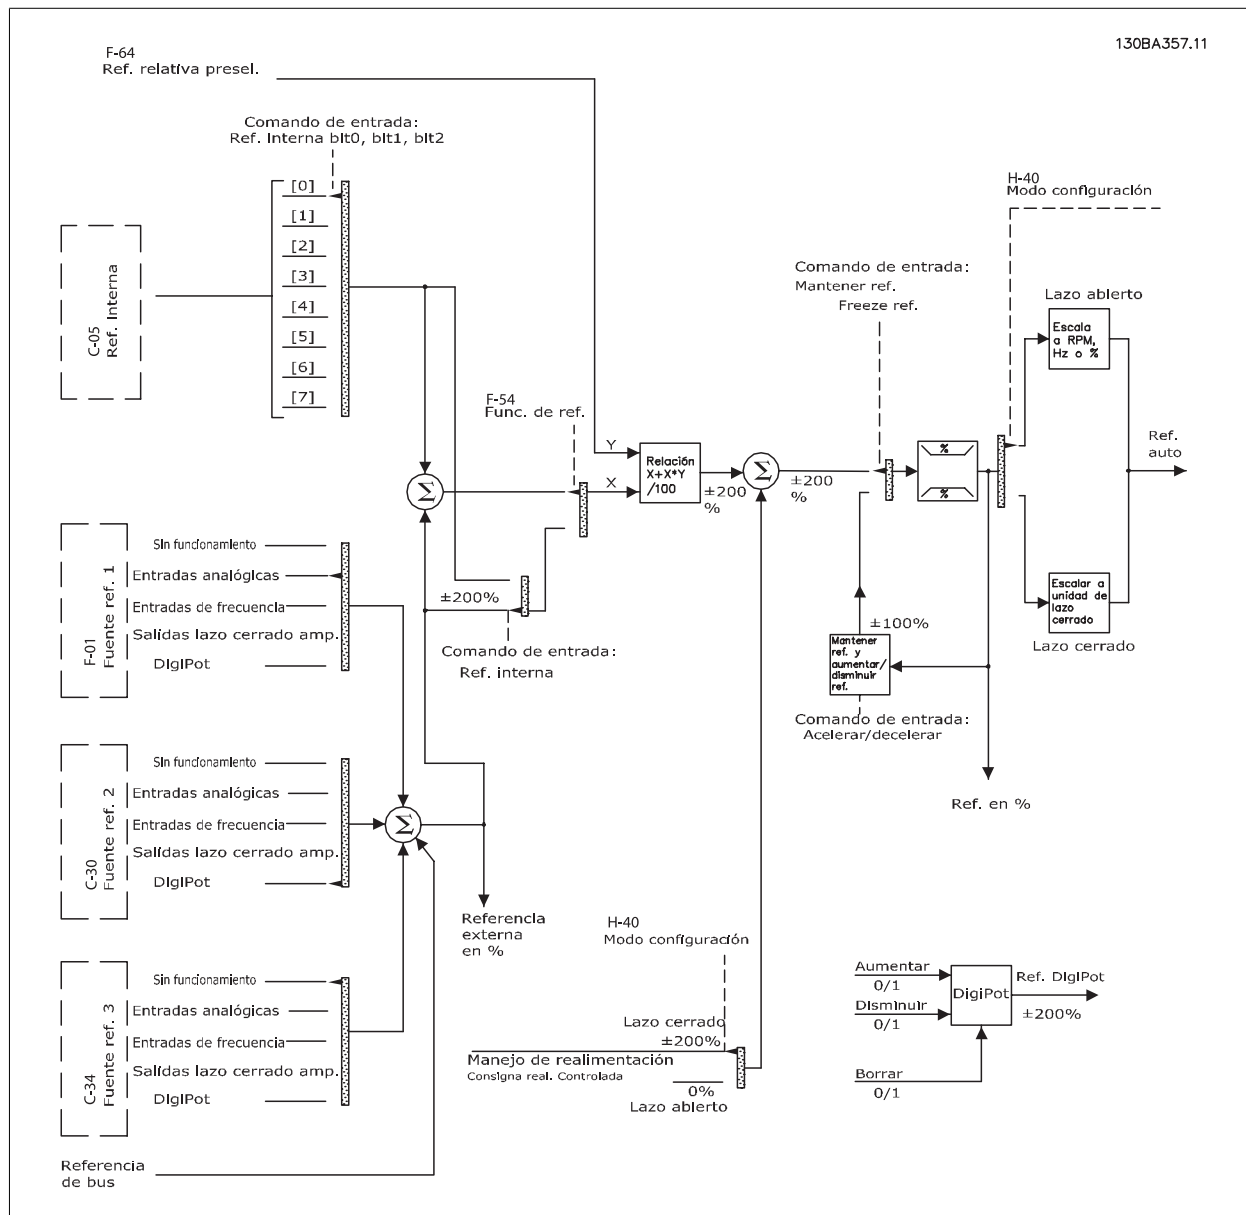 130BA357.11
F-64
Ref. relativa presel.
Comando de entrada:
Ref. Interna blt0, blt1, blt2
[0]
[1]
[2]
[3]
[4]
[5]
[6]
[7]
C-05
Ref. Interna
H-40
Modo configuración
Comando de entrada:
Mantener ref.
Freeze ref.
Lazo abierto
Escala
a RPM,
Hz o %
F-54
Func. de ref.
Y
X
Relación
X+X*Y
/100
±200
%
Σ
±200
%
%
%
Ref.
auto
Σ
F-01
Fuente ref. 1
Sin funcionamiento
Entradas analógicas
Entradas de frecuencia
Salídas lazo cerrado amp.
DIgIPot
±200%
Comando de entrada:
Ref. interna
±100%
Mantener
ref. y
aumentar/
disminuir
ref.
Comando de entrada:
Acelerar/decelerar
Escalar a
unidad de
lazo
cerrado
Lazo cerrado
Ref. en %
C-30
Fuente ref. 2
Sin funcionamiento
Entradas analógicas
Entradas de frecuencia
Salídas lazo cerrado amp.
DIgIPot
Σ
Referencia
externa
en %
H-40
Modo configuración
Lazo cerrado
±200%
Manejo de realimentación
Consigna real. Controlada
0%
Lazo abierto
C-34
Fuente ref. 3
Sin funcionamiento
Entradas analógicas
Entradas de frecuencia
Salídas lazo cerrado amp.
DIgIPot
Referencia
de bus
Aumentar
0/1
Dismınuir
0/1
Borrar
0/1
DigiPot
Ref. DIgIPot
±200%